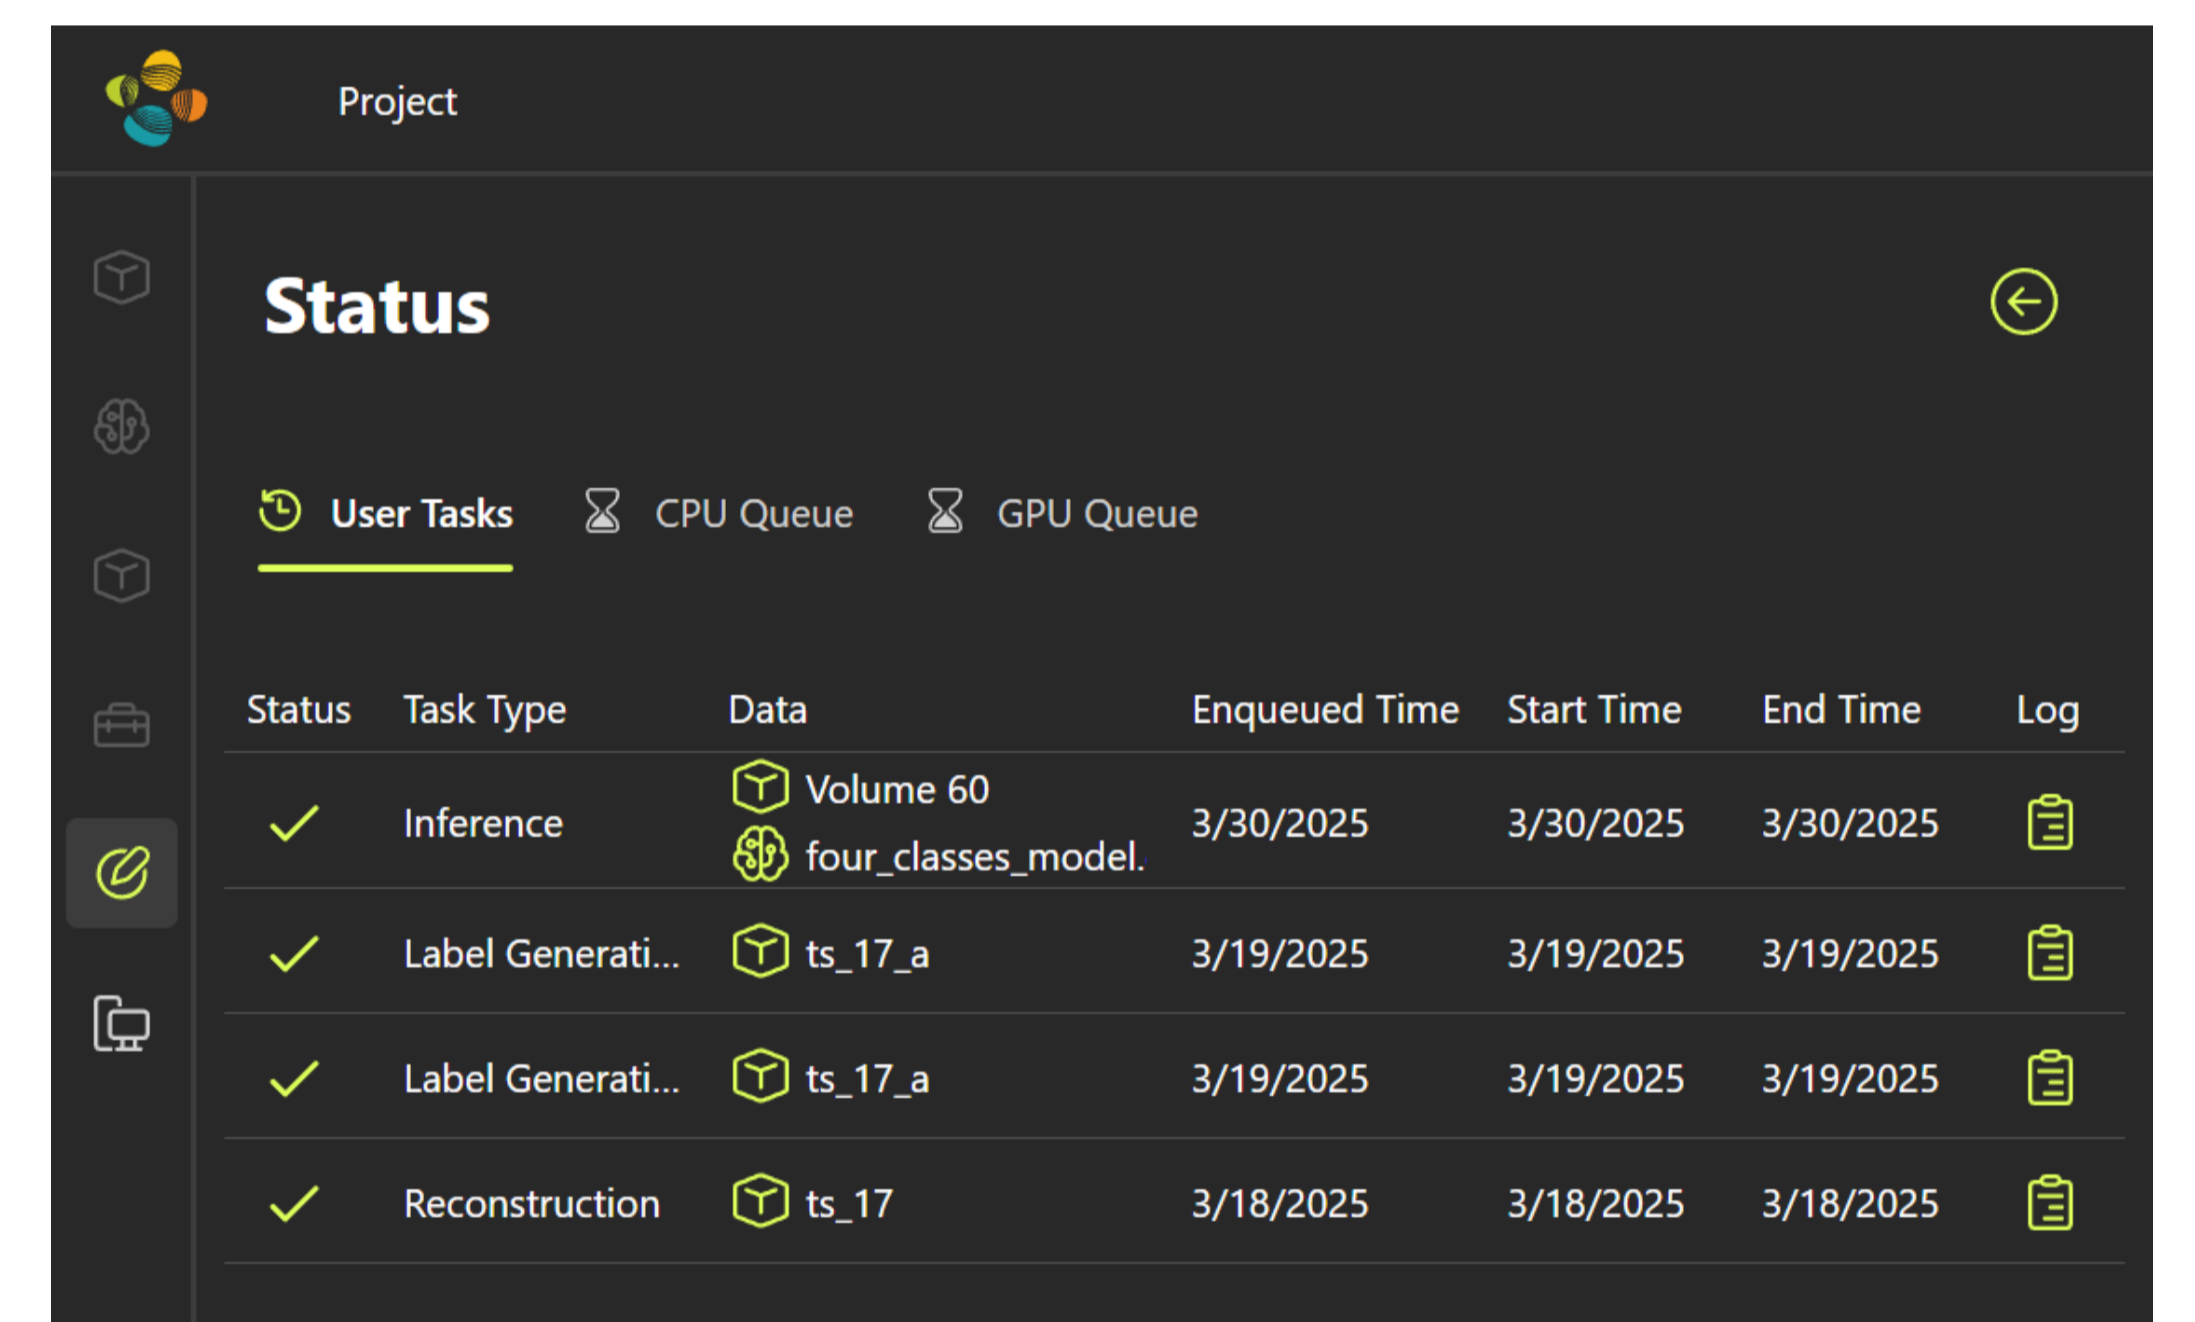 Project
Status
User Tasks CPU Queue GPU Queue
Status Task Type Data Enqueued Time Start Time End Time Log
Volume 60
Inference 3/30/2025 3/30/2025 3/30/2025
four_classes_model.
Label Generati... ts_17_a 3/19/2025 3/19/2025 3/19/2025
Label Generati... ts_17_a 3/19/2025 3/19/2025 3/19/2025
Reconstruction ts_17 3/18/2025 3/18/2025 3/18/2025